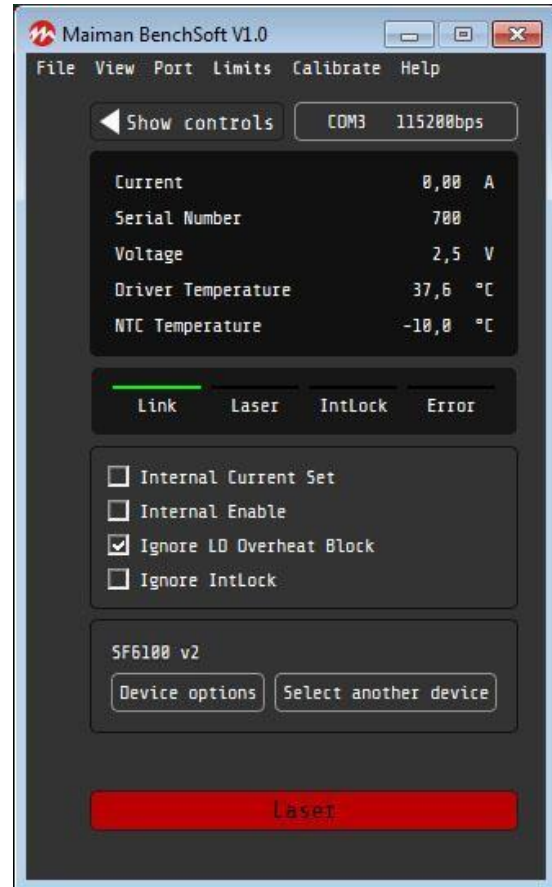 Maiman BenchSoft V1.0
File View Port Limits Calibrate Help
Show controls COM3 115200bps
Current 0,00 A
Serial Number 700
Voltage 2,5 V
Driver Temperature 37,6 °C
NTC Temperature -10,0 °C
Link Laser IntLock Error
Internal Current Set
Internal Enable
Ignore LD Overheat Block
Ignore IntLock
SF6100 v2
Device options Select another device
Laser